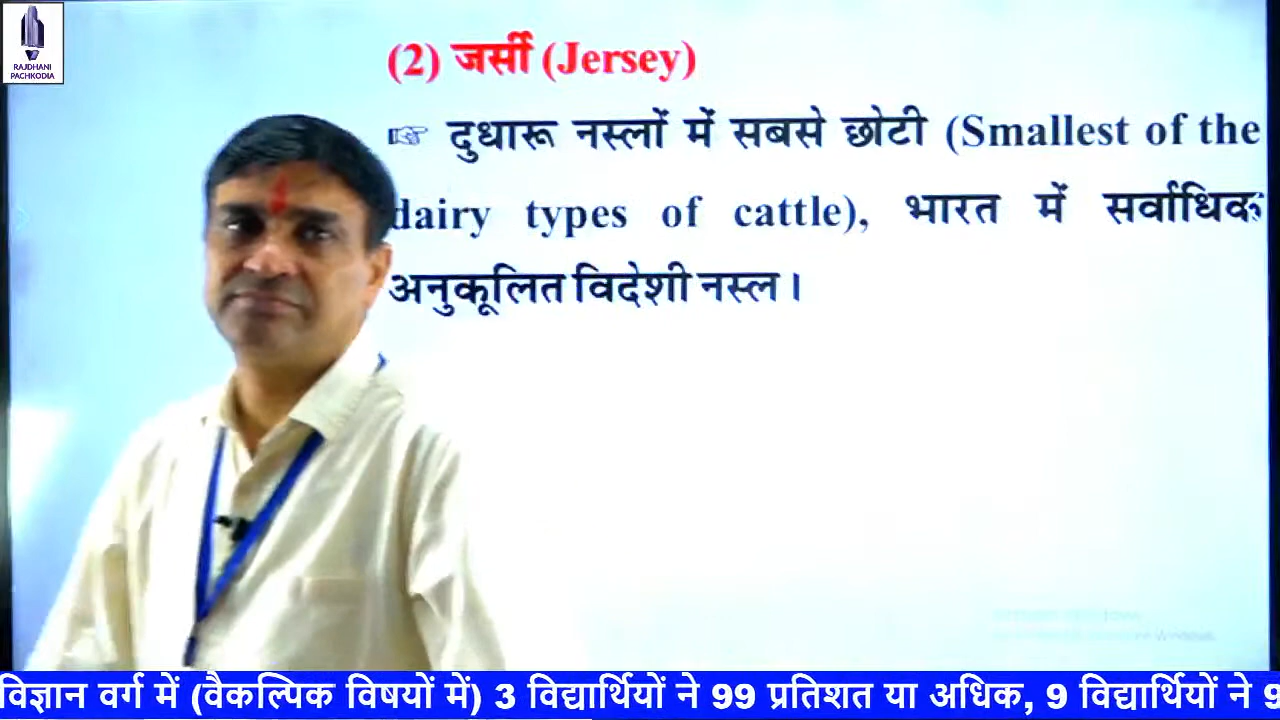 RAJDHANI
PACHKODIA
(2) जर्सी (Jersey)
☞ दुधारू नस्लों में सबसे छोटी (Smallest of the
dairy types of cattle), भारत में सर्वाधिक
अनुकूलित विदेशी नस्ल।
विज्ञान वर्ग में (वैकल्पिक विषयों में) 3 विद्यार्थियों ने 99 प्रतिशत या अधिक, 9 विद्यार्थियों ने 9